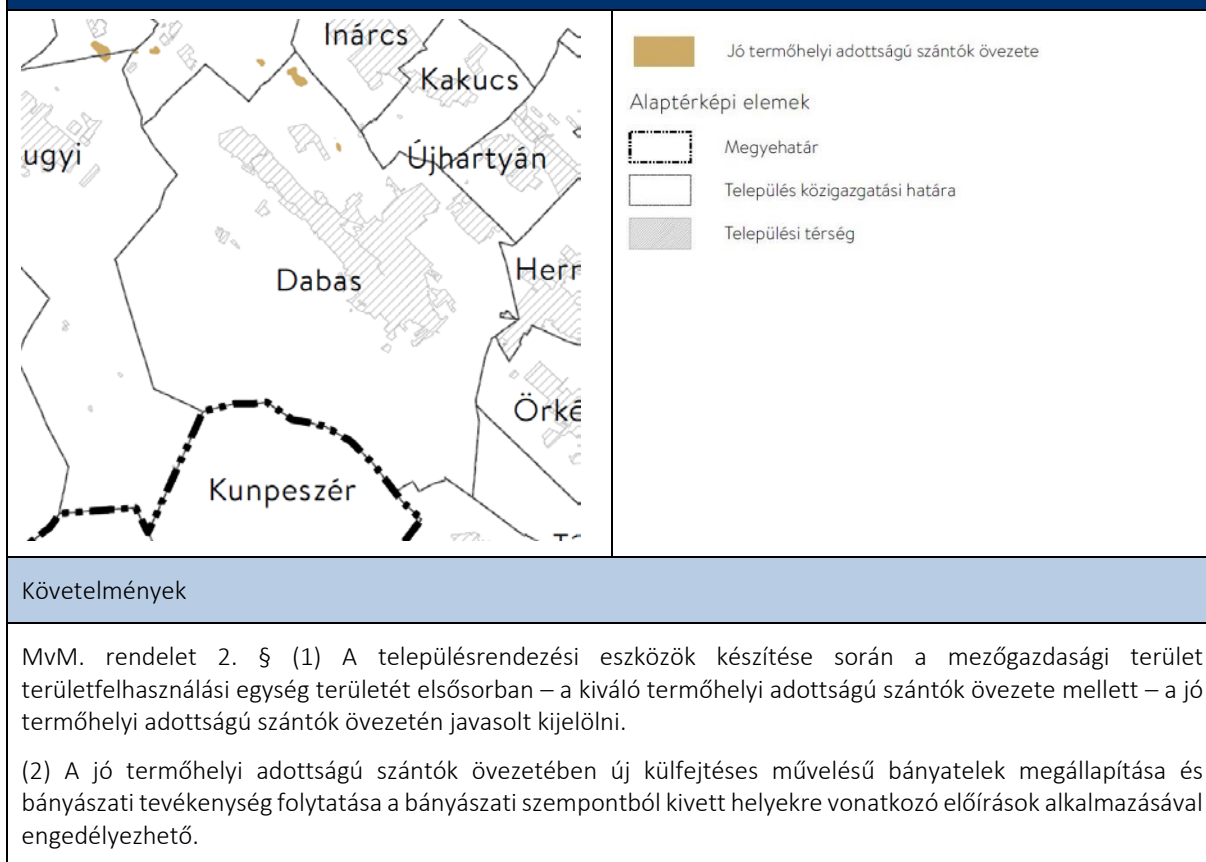 Inárcs
Kakucs
ugyi
Újhartyán
Dabas
Hern
Örké
Kunpeszér
Jó termőhelyi adottságú szántók övezete
Alaptérképi elemek
Megyehatár
Település közigazgatási határa
Települési térség
Követelmények
MvM. rendelet 2. § (1) A településrendezési eszközök készítése során a mezőgazdasági terület
területfelhasználási egység területét elsősorban – a kiváló termőhelyi adottságú szántók övezete mellett – a jó
termőhelyi adottságú szántók övezetén javasolt kijelölni.
(2) A jó termőhelyi adottságú szántók övezetében új külfejtéses művelésű bányatelek megállapítása és
bányászati tevékenység folytatása a bányászati szempontból kivett helyekre vonatkozó előírások alkalmazásával
engedélyezhető.